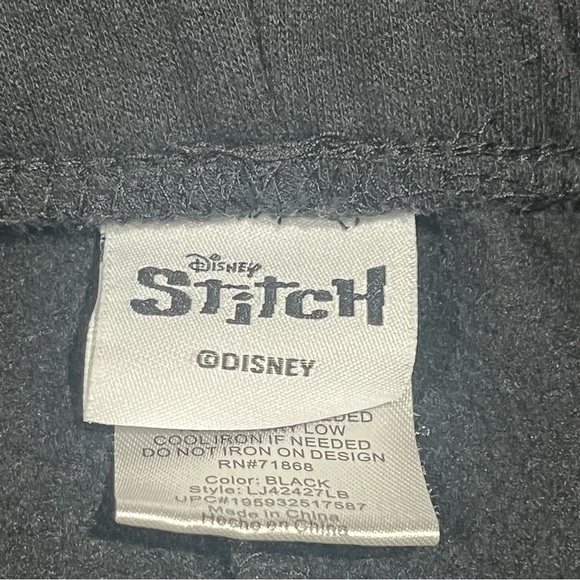 DISNEY
STITCH
©DISNEY
LOW
COOL IRON IF NEEDED
DO NOT IRON ON DESIGN
RN#71868
Color: BLACK
Style: LJ42427LB
UPC#195932517587
Made in China
Hecho en China